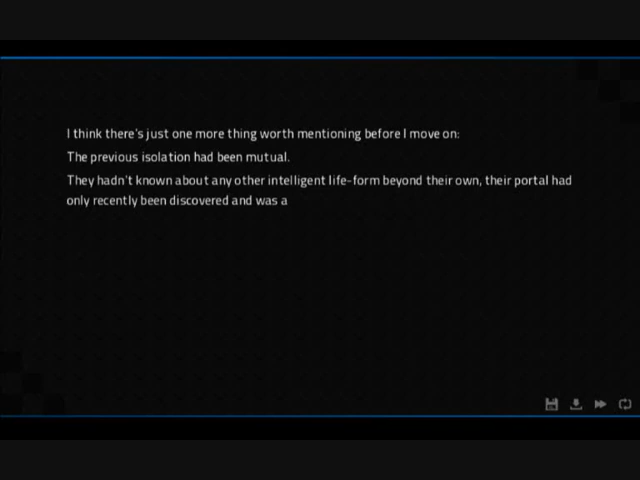 I think there's just one more thing worth mentioning before I move on:
The previous isolation had been mutual.
They hadn't known about any other intelligent life-form beyond their own, their portal had
only recently been discovered and was a